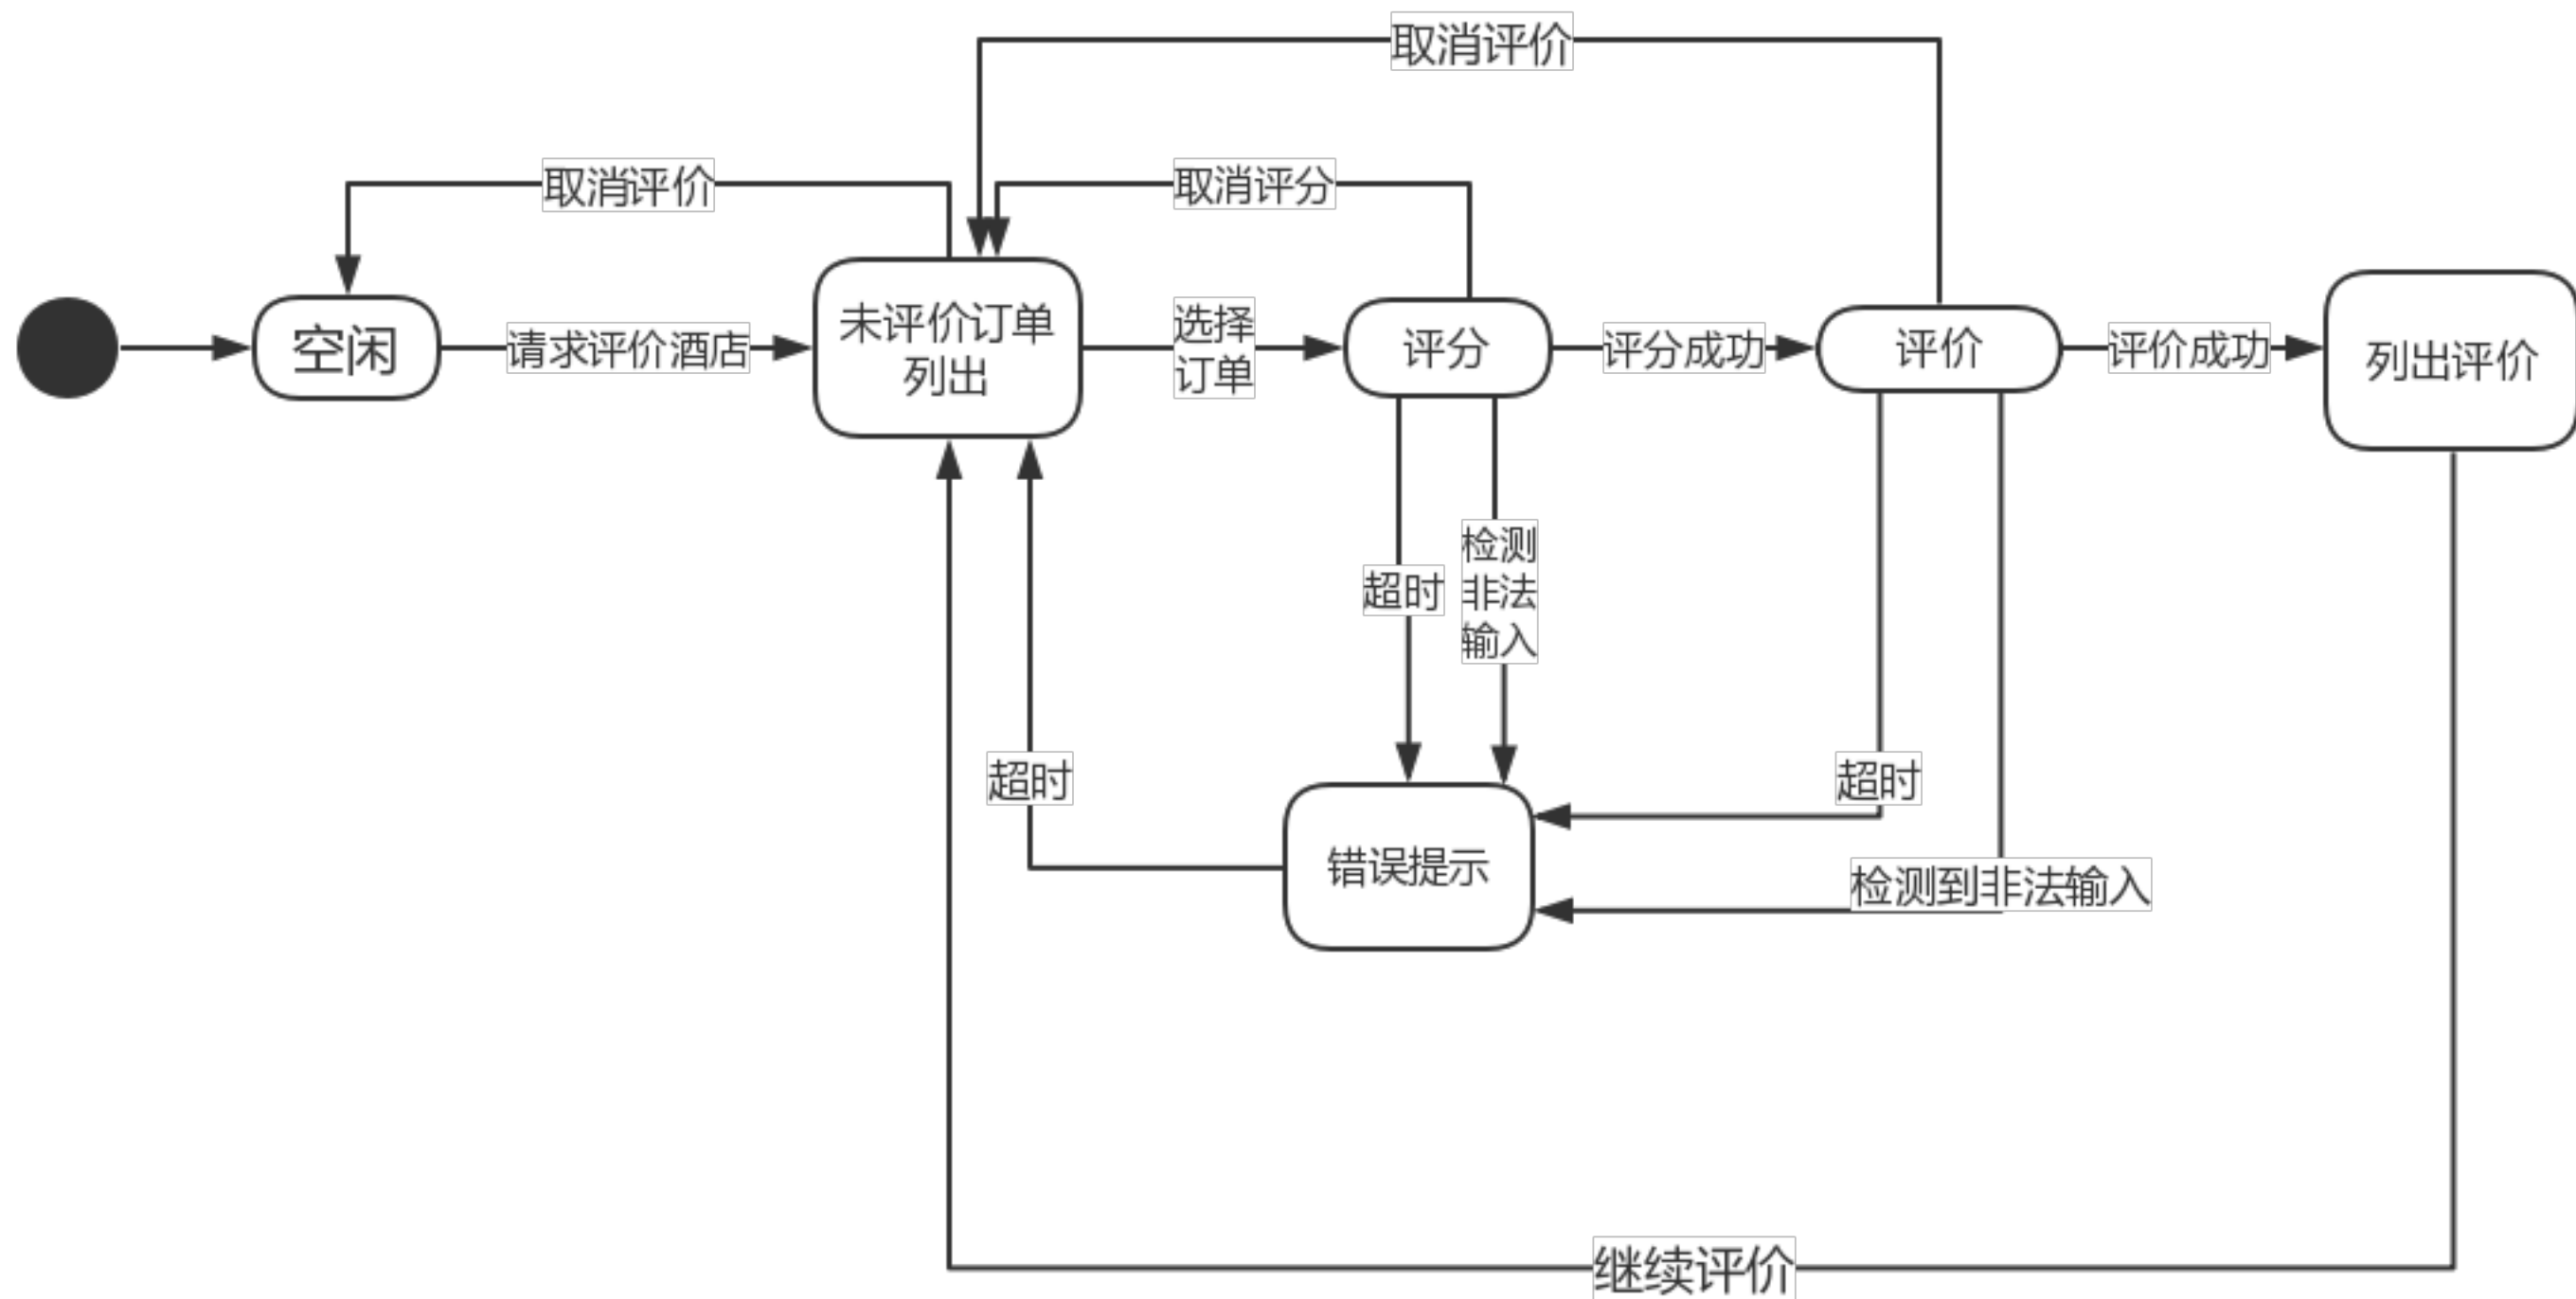 取消评价
取消评价
取消评分
空闲
请求评价酒店
未评价订单
列出
选择
订单
评分
评分成功
评价
评价成功
列出评价
超时
检测
非法
输入
超时
超时
错误提示
检测到非法输入
继续评价